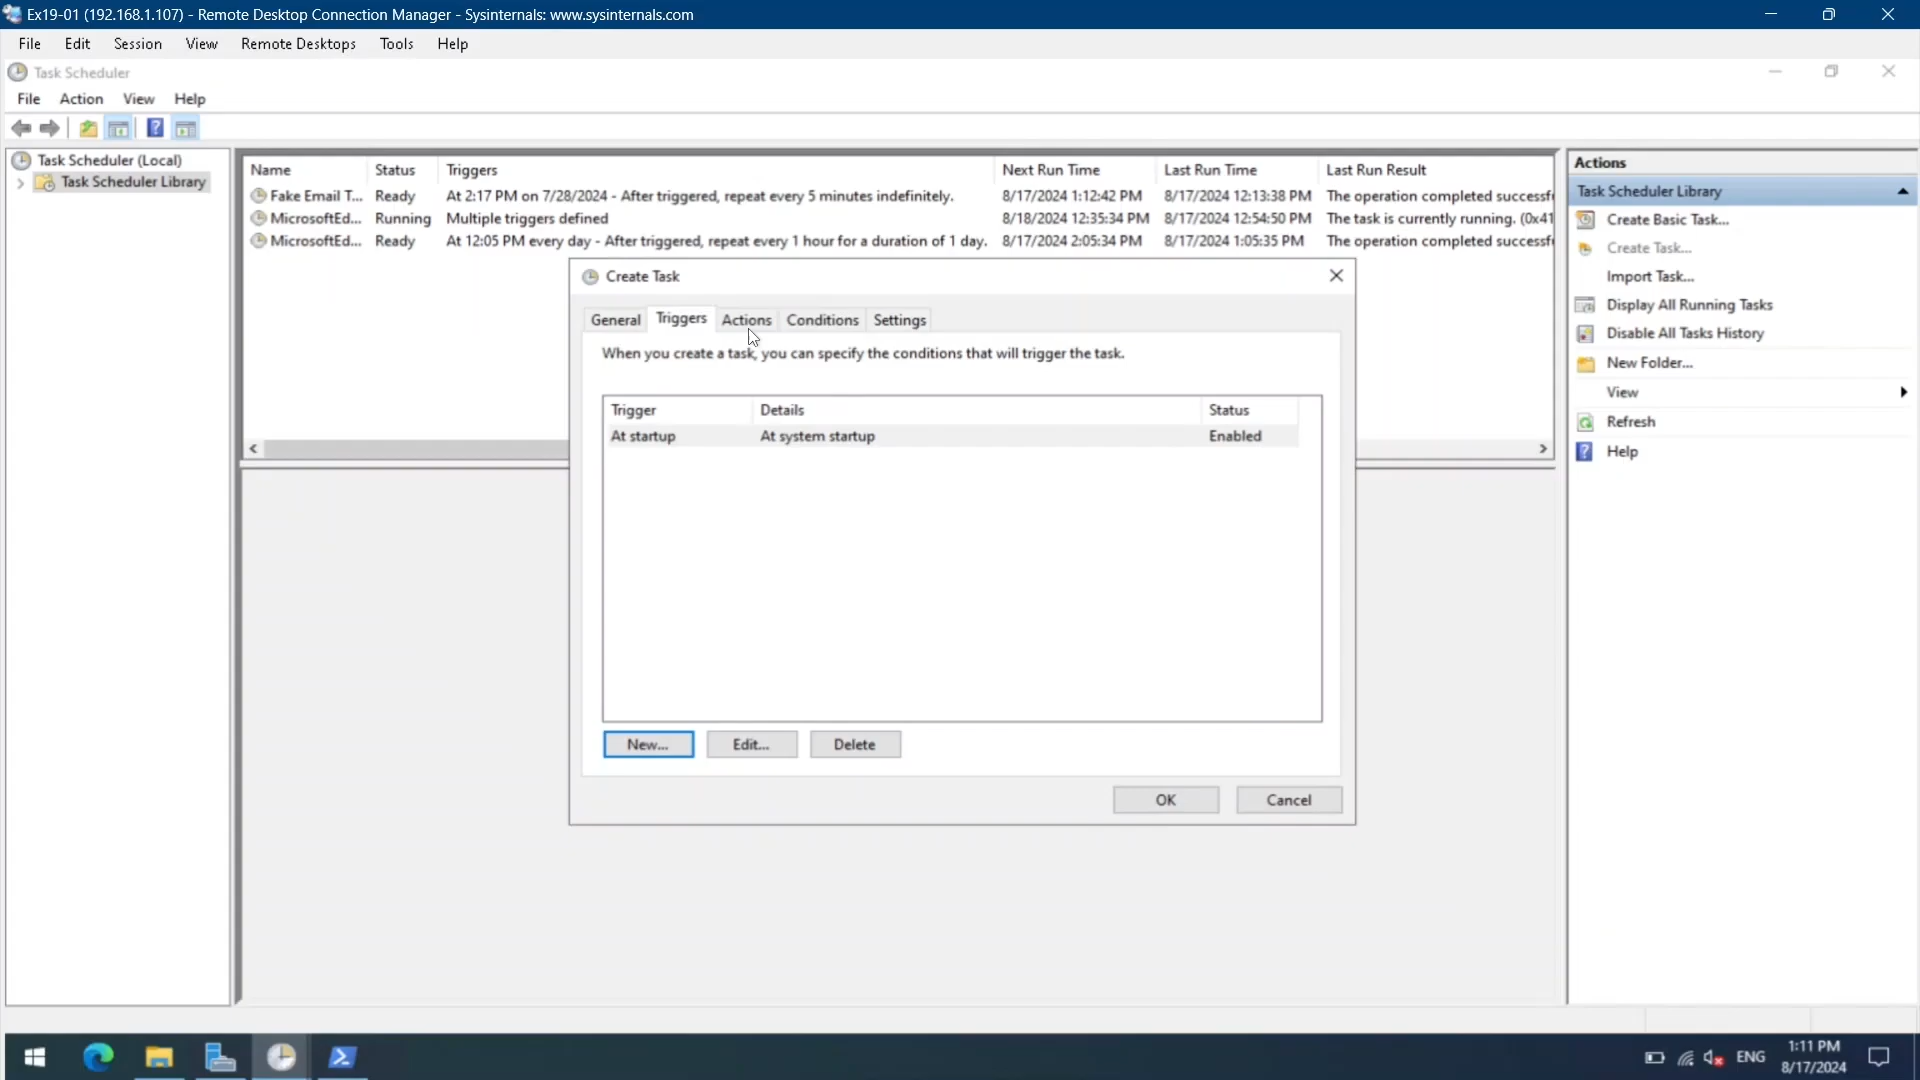 Ex19-01 (192.168.1.107) - Remote Desktop Connection Manager - Sysinternals: www.sysinternals.com
File Edit Session View Remote Desktops Tools Help
Task Scheduler
File Action View Help
Task Scheduler (Local)
Task Scheduler Library
Name Status Triggers Next Run Time Last Run Time Last Run Result
Fake Email T... Ready At 2:17 PM on 7/28/2024 - After triggered, repeat every 5 minutes indefinitely. 8/17/2024 1:12:42 PM 8/17/2024 12:13:38 PM The operation completed successf
MicrosoftEd... Running Multiple triggers defined 8/18/2024 12:35:34 PM 8/17/2024 12:54:50 PM The task is currently running. (0x41
MicrosoftEd... Ready At 12:05 PM every day - After triggered, repeat every 1 hour for a duration of 1 day. 8/17/2024 2:05:34 PM 8/17/2024 1:05:35 PM The operation completed successf
Create Task
General Triggers Actions Conditions Settings
When you create a task, you can specify the conditions that will trigger the task.
Trigger Details Status
At startup At system startup Enabled
New... Edit... Delete
OK Cancel
Actions
Task Scheduler Library
Create Basic Task...
Create Task...
Import Task...
Display All Running Tasks
Disable All Tasks History
New Folder...
View
Refresh
Help
ENG
1:11 PM
8/17/2024